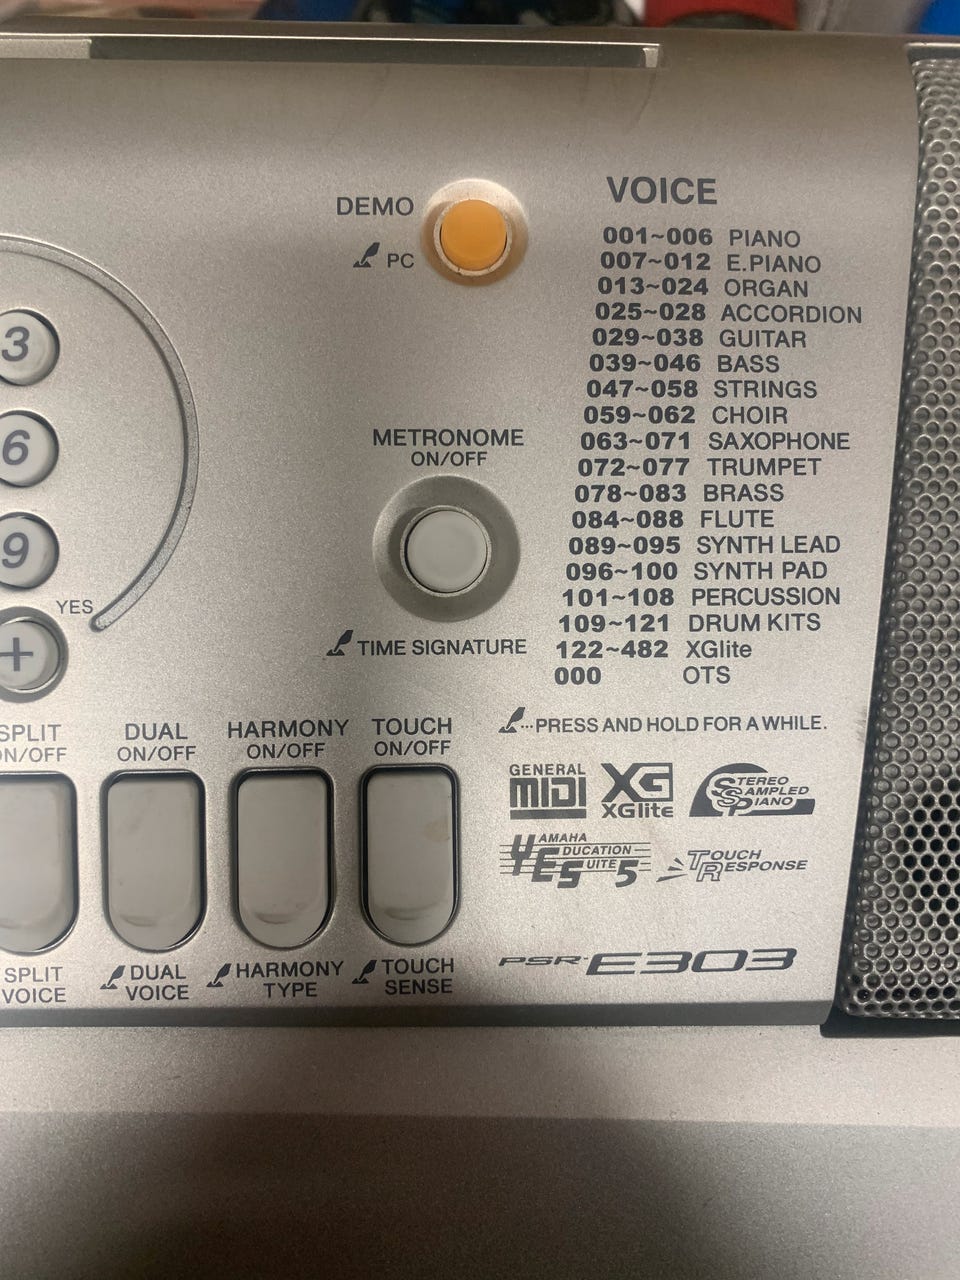 DEMO
PC
VOICE
001~006 PIANO
007~012 E.PIANO
013~024 ORGAN
025~028 ACCORDION
029~038 GUITAR
039~046 BASS
047~058 STRINGS
059~062 CHOIR
063~071 SAXOPHONE
072~077 TRUMPET
078~083 BRASS
084~088 FLUTE
089~095 SYNTH LEAD
096~100 SYNTH PAD
101~108 PERCUSSION
109~121 DRUM KITS
122~482 XGlite
000 OTS
···PRESS AND HOLD FOR A WHILE.
3
6
9
YES
+
METRONOME
ON/OFF
TIME SIGNATURE
SPLIT
ON/OFF
DUAL
ON/OFF
HARMONY
ON/OFF
TOUCH
ON/OFF
SPLIT
VOICE
DUAL
VOICE
HARMONY
TYPE
TOUCH
SENSE
GENERAL
MIDI
XG
XGlite
STEREO
SAMPLED
PIANO
YAMAHA
EDUCATION
SUITE 5
TOUCH
RESPONSE
PSR-E303